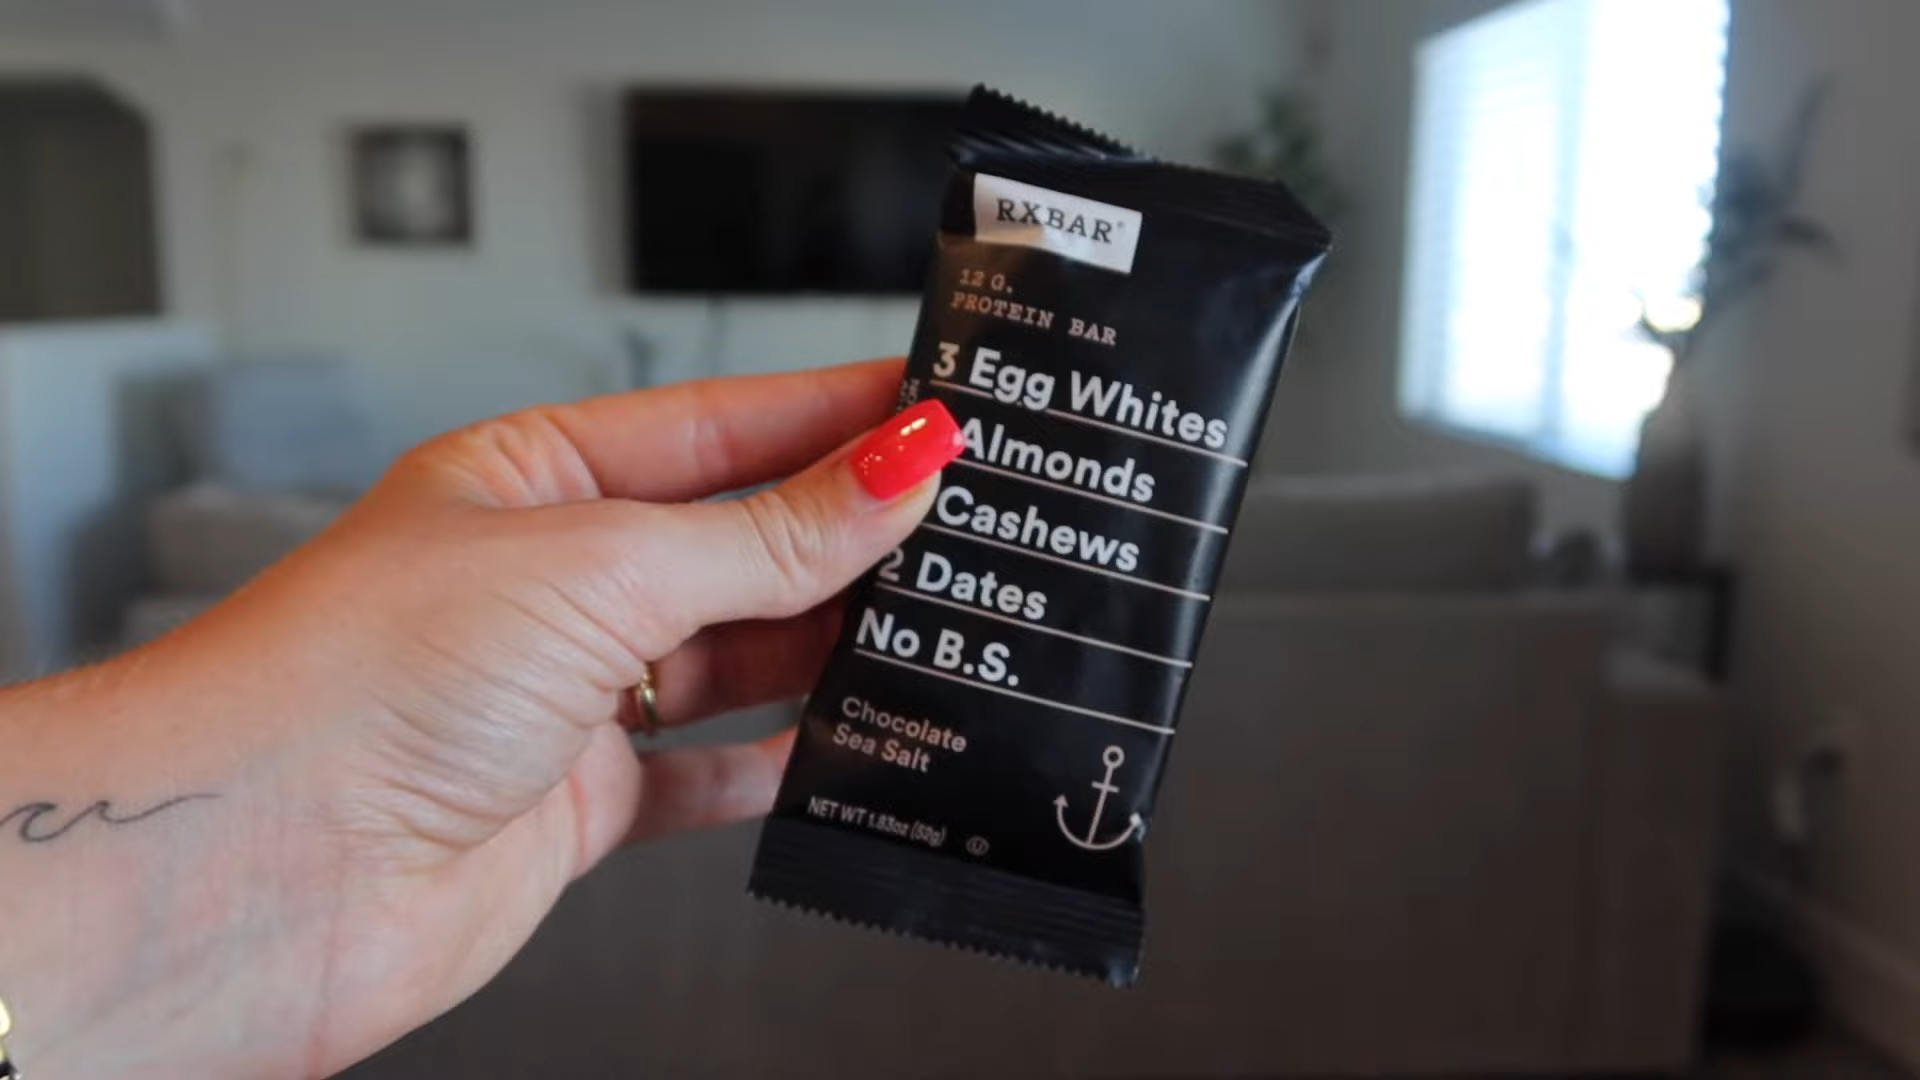 RXBAR®
12 G.
PROTEIN BAR
3 Egg Whites
Almonds
Cashews
2 Dates
No B.S.
Chocolate
Sea Salt
NET WT 1.83oz (52g) Ⓤ